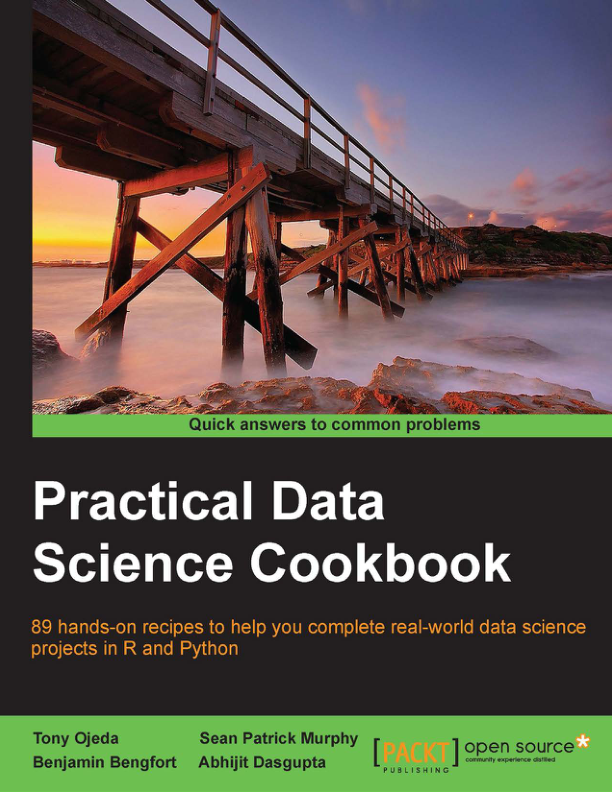 Quick answers to common problems
Practical Data
Science Cookbook
89 hands-on recipes to help you complete real-world data science
projects in R and Python
Tony Ojeda Sean Patrick Murphy
Benjamin Bengfort Abhijit Dasgupta
[PACKT]
PUBLISHING
open source*
community experience distilled